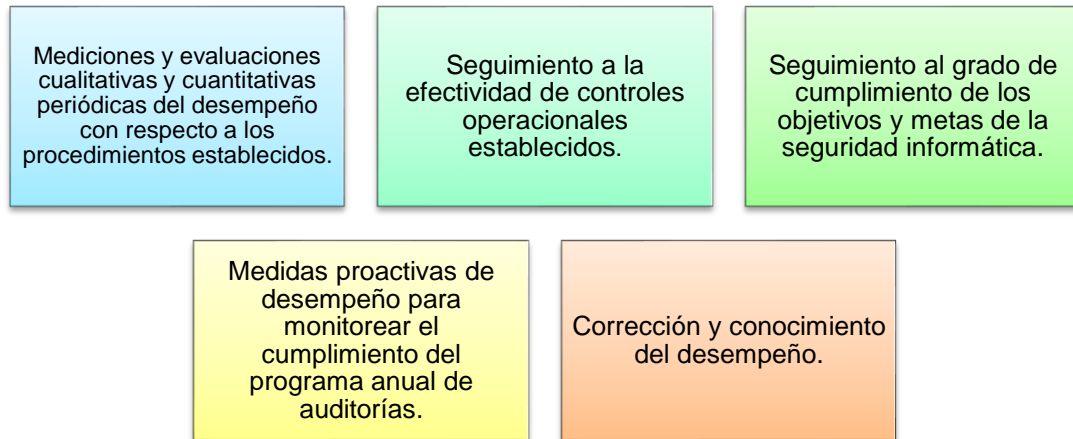 Mediciones y evaluaciones
cualitativas y cuantitativas
periódicas del desempeño
con respecto a los
procedimientos establecidos.
Seguimiento a la
efectividad de controles
operacionales
establecidos.
Seguimiento al grado de
cumplimiento de los
objetivos y metas de la
seguridad informática.
Medidas proactivas de
desempeño para
monitorear el
cumplimiento del
programa anual de
auditorías.
Corrección y conocimiento
del desempeño.